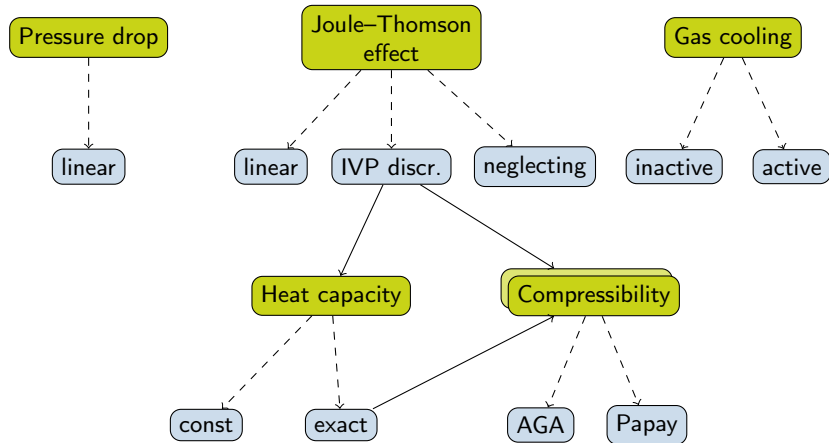 Pressure drop
Joule–Thomson
effect
Gas cooling
linear
linear
IVP discr.
neglecting
inactive
active
Heat capacity
Compressibility
const
exact
AGA
Papay